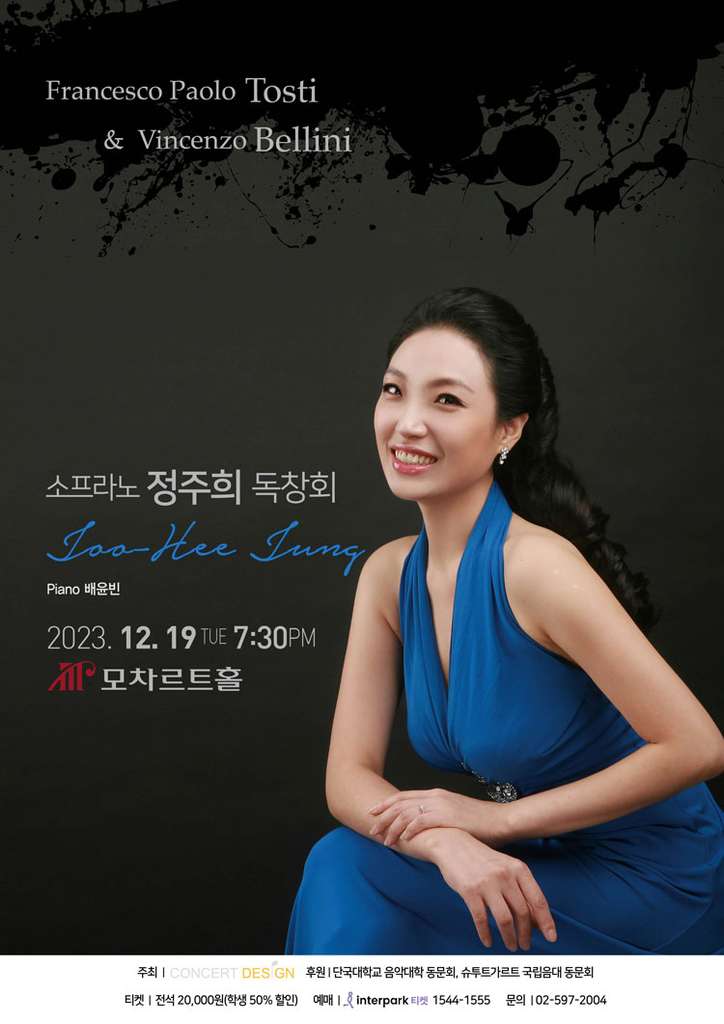 Francesco Paolo Tosti
& Vincenzo Bellini
소프라노 정주희 독창회
Joo-Hee Jung
Piano 배윤빈
2023. 12. 19 TUE 7:30PM
모차르트홀
주최 | CONCERT DESIGN 후원 | 단국대학교 음악대학 동문회, 슈투트가르트 국립음대 동문회
티켓 | 전석 20,000원(학생 50% 할인) 예매 | interpark 티켓 1544-1555 문의 | 02-597-2004